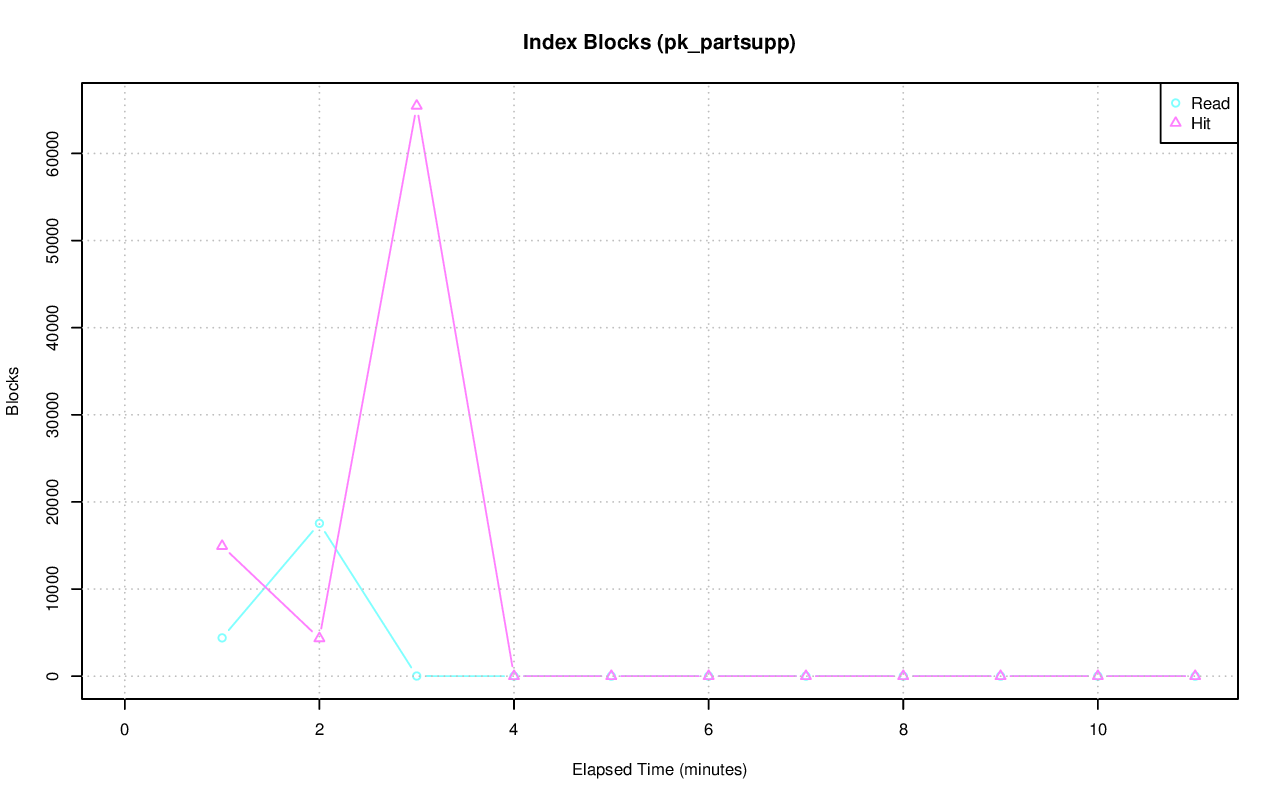 Index Blocks (pk_partsupp)
Read
Hit
Blocks
60000
50000
40000
30000
20000
10000
0
0 2 4 6 8 10
Elapsed Time (minutes)